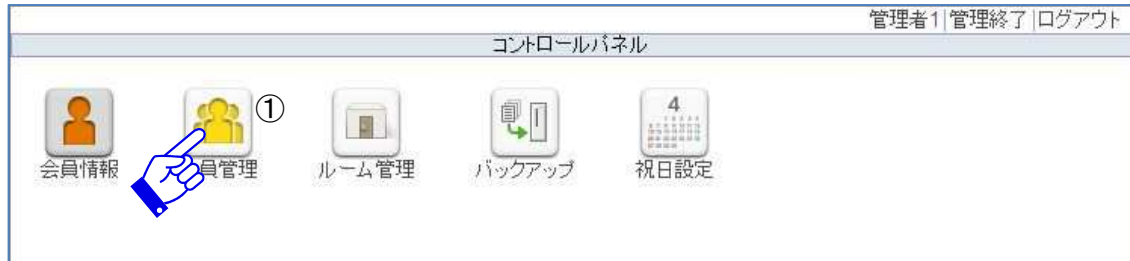 管理者1|管理終了|ログアウト
コントロールパネル
①
4
会員情報
員管理
ルーム管理
バックアップ
祝日設定